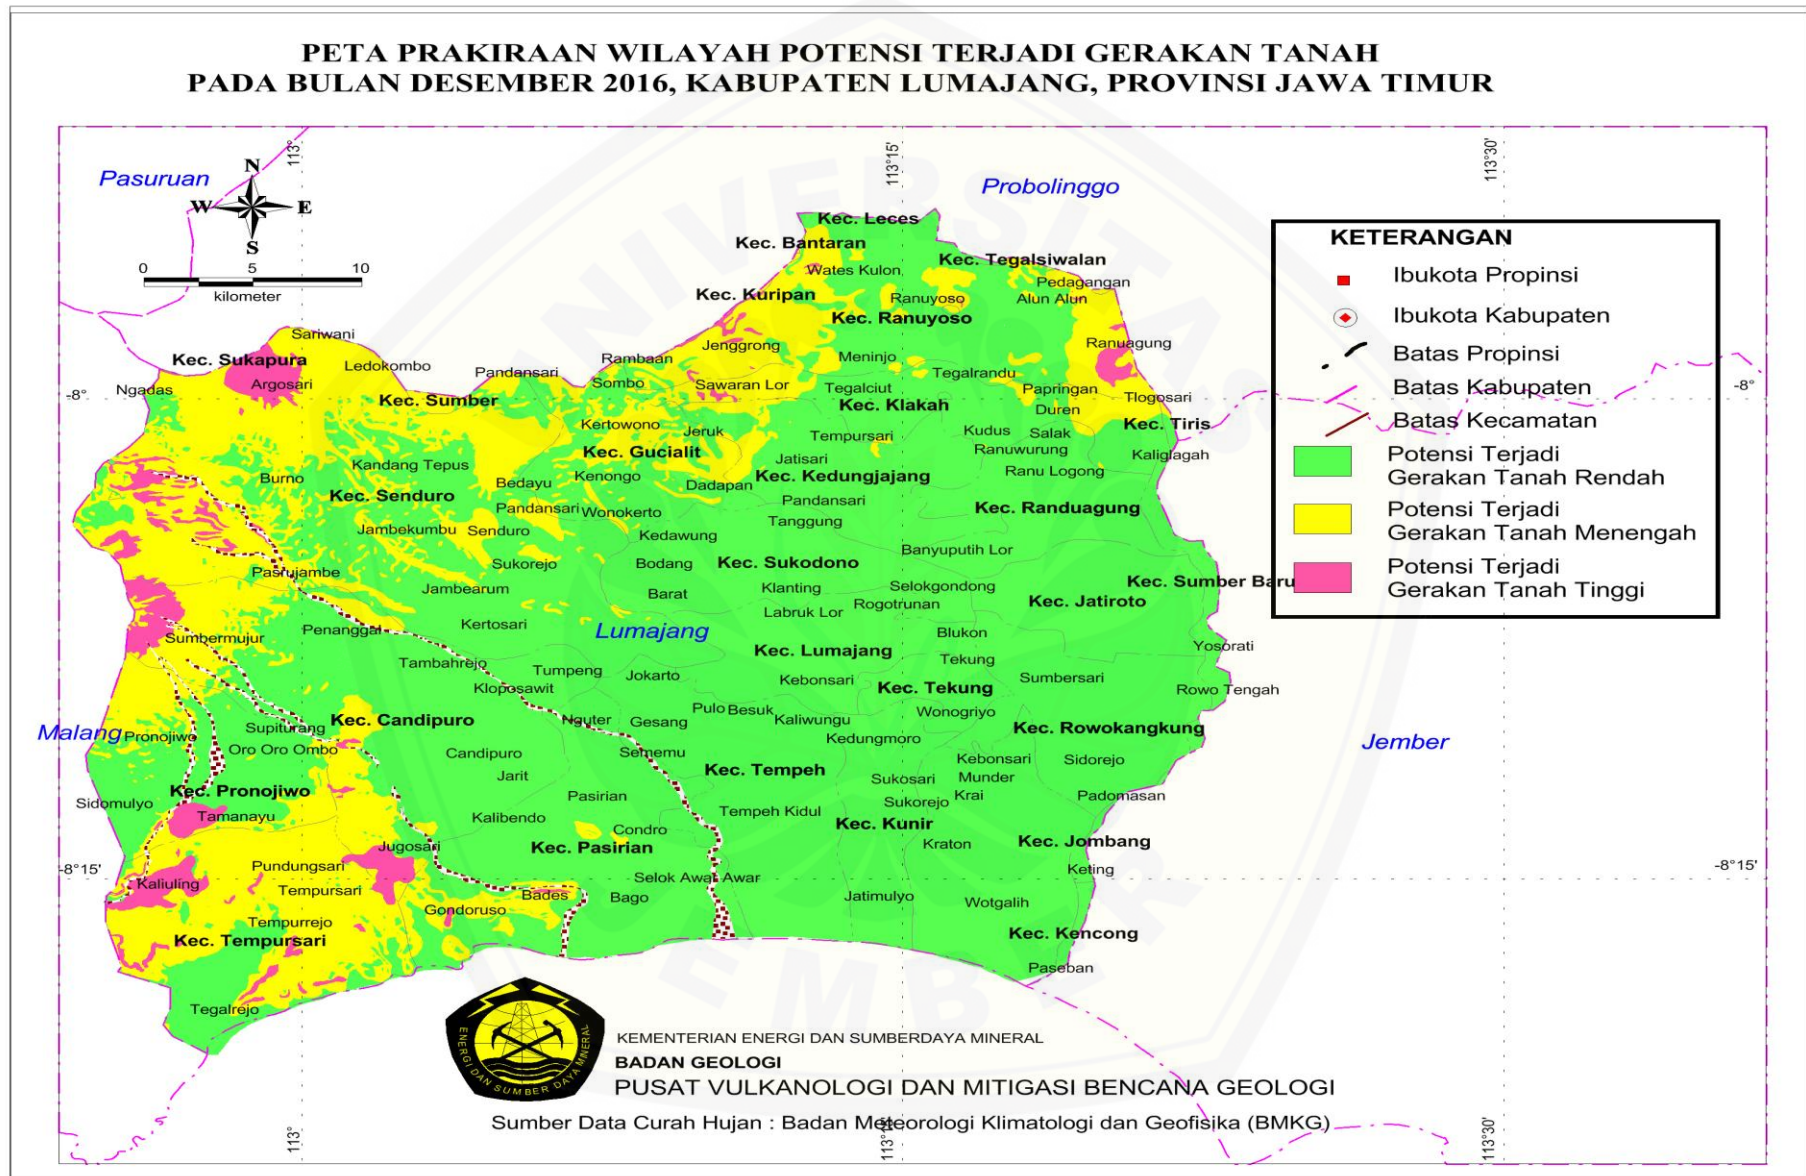 PETA PRAKIRAAN WILAYAH POTENSI TERJADI GERAKAN TANAH
PADA BULAN DESEMBER 2016, KABUPATEN LUMAJANG, PROVINSI JAWA TIMUR
113°
113°15'
113°30'
Pasuruan
N
W E
S
0 5 10
kilometer
Probolinggo
Kec. Leces
Kec. Bantaran
Wates Kulon
Kec. Tegalsiwalan
Pedagangan
Kec. Kuripan
Ranuyoso
Alun Alun
Kec. Ranuyoso
Sariwani
Jenggrong
Ranuagung
Kec. Sukapura
Ledokombo
Rambaan
Meninjo
Pandansari
Tegalrandu
Ngadas
Argosari
Sombo
Sawaran Lor
Tegalciut
Papringan
Tlogosari
-8°
-8°
Kec. Sumber
Kec. Klakah
Duren
Kertowono
Jeruk
Kec. Tiris
Tempursari
Kudus
Salak
Kec. Gucialit
Ranuwurung
Jatisari
Kaliglagah
Kandang Tepus
Ranu Logong
Burno
Kenongo
Kec. Kedungjajang
Bedayu
Dadapan
Kec. Senduro
Pandansari
Pandansari
Kec. Randuagung
Wonokerto
Tanggung
Jambekumbu
Senduro
Kedawung
Banyuputih Lor
Sukorejo
Bodang
Kec. Sukodono
Pasrujambe
Kec. Sumber Baru
Jambearum
Barat
Klanting
Selokgondong
Kec. Jatiroto
Rogotrunan
Labruk Lor
Kertosari
Penanggal
Lumajang
Blukon
Sumbermujur
Yosorati
Kec. Lumajang
Tekung
Tambahrejo
Tumpeng
Jokarto
Kebonsari
Sumbersari
Kloposawit
Kec. Tekung
Rowo Tengah
Pulo
Besuk
Wonogriyo
Kec. Candipuro
Nguter
Gesang
Kaliwungu
Supiturang
Kec. Rowokangkung
Malang
Pronojiwo
Kedungmoro
Jember
Oro Oro Ombo
Candipuro
Sememu
Kebonsari
Sidorejo
Kec. Tempeh
Jarit
Sukosari
Munder
Kec. Pronojiwo
Pasirian
Krai
Padomasan
Sidomulyo
Sukorejo
Tamanayu
Kalibendo
Tempeh Kidul
Kec. Kunir
Condro
Jugosari
Kec. Pasirian
Kraton
Kec. Jombang
-8°15'
-8°15'
Pundungsari
Keting
Kaliuling
Tempursari
Selok Awar Awar
Bades
Bago
Jatimulyo
Wotgalih
Gondoruso
Tempurrejo
Kec. Tempursari
Kec. Kencong
Paseban
Tegalrejo
KETERANGAN
Ibukota Propinsi
Ibukota Kabupaten
Batas Propinsi
Batas Kabupaten
Batas Kecamatan
Potensi Terjadi
Gerakan Tanah Rendah
Potensi Terjadi
Gerakan Tanah Menengah
Potensi Terjadi
Gerakan Tanah Tinggi
ENERGI DAN SUMBER DAYA MINERAL
KEMENTERIAN ENERGI DAN SUMBERDAYA MINERAL
BADAN GEOLOGI
PUSAT VULKANOLOGI DAN MITIGASI BENCANA GEOLOGI
Sumber Data Curah Hujan : Badan Meteorologi Klimatologi dan Geofisika (BMKG)
113°
113°15'
113°30'
UNIVERSITAS
JEMBER